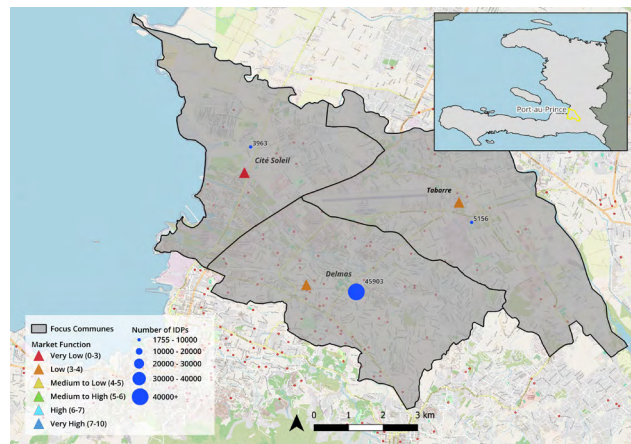 Port-au-Prince
3963
Cité Soleil
Tabarre
5156
Delmas
45903
Focus Communes
Market Function
Very Low (0-3)
Low (3-4)
Medium to Low (4-5)
Medium to High (5-6)
High (6-7)
Very High (7-10)
Number of IDPs
1755 - 10000
10000 - 20000
20000 - 30000
30000 - 40000
40000+
0 1 2 3 km